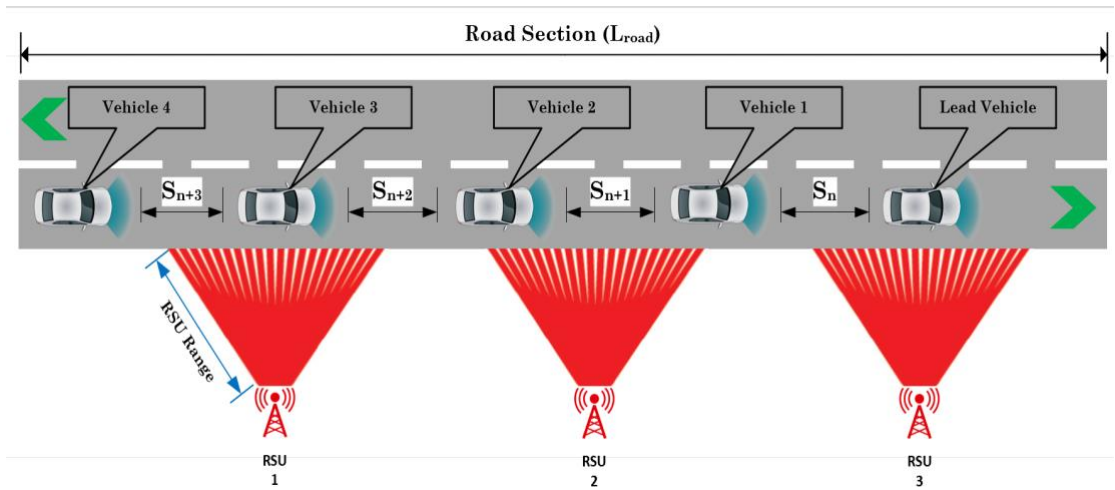 Road Section (Lroad)
Vehicle 4
Vehicle 3
Vehicle 2
Vehicle 1
Lead Vehicle
Sn+3
Sn+2
Sn+1
Sn
RSU Range
RSU
1
RSU
2
RSU
3